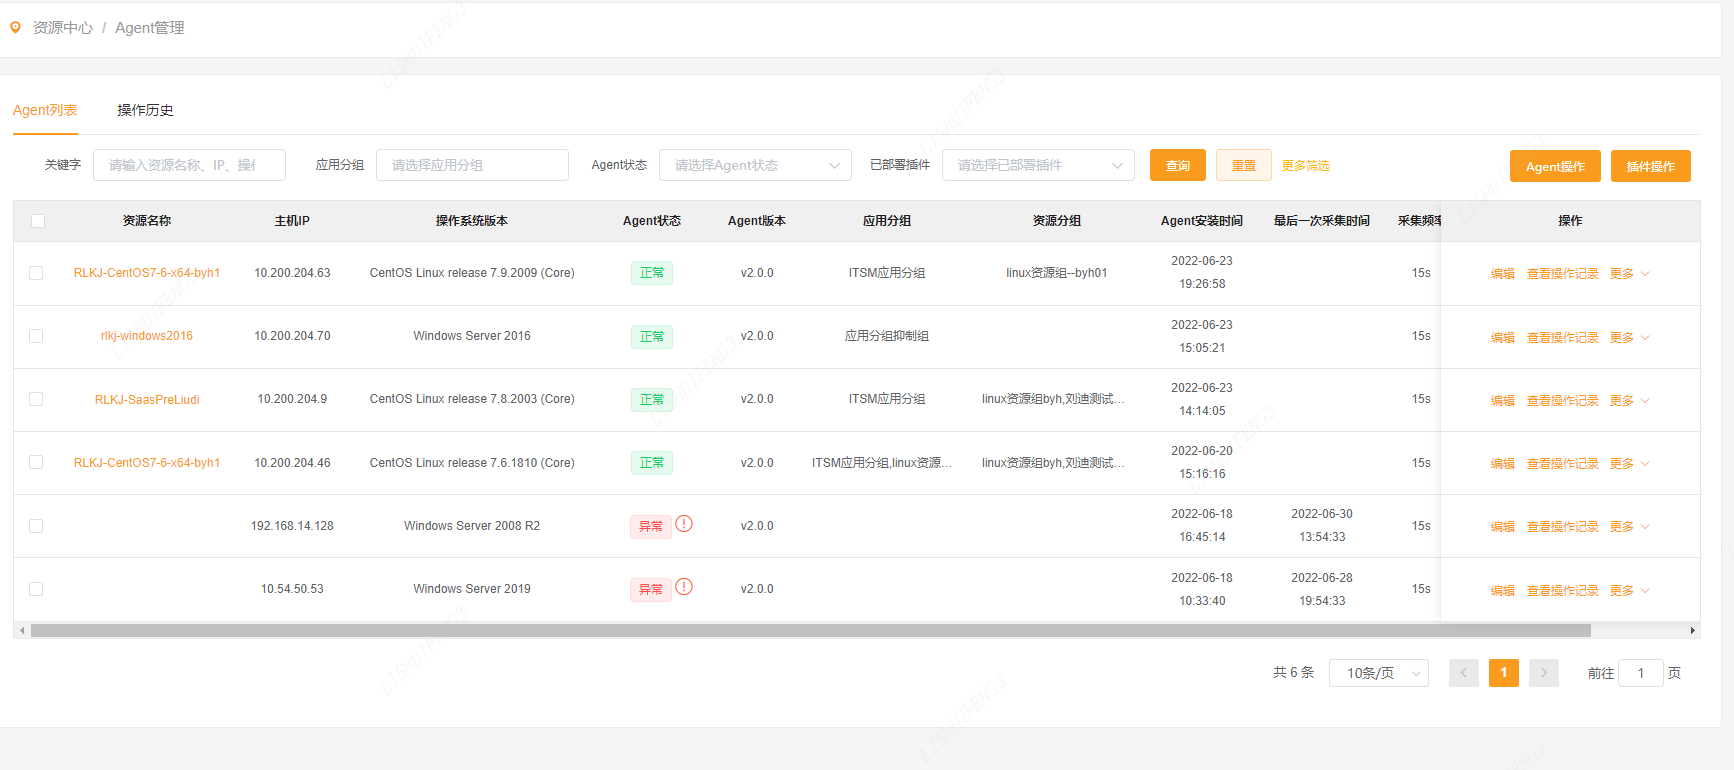 资源中心 / Agent管理
Agent列表 操作历史
关键字 请输入资源名称、IP、操作 应用分组 请选择应用分组 Agent状态 请选择Agent状态 已部署插件 请选择已部署插件 查询 重置 更多筛选 Agent操作 插件操作
资源名称 主机IP 操作系统版本 Agent状态 Agent版本 应用分组 资源分组 Agent安装时间 最后一次采集时间 采集频率 操作
RLKJ-CentOS7-6-x64-byh1 10.200.204.63 CentOS Linux release 7.9.2009 (Core) 正常 v2.0.0 ITSM应用分组 linux资源组--byh01 2022-06-23 19:26:58 15s 编辑 查看操作记录 更多
rlkj-windows2016 10.200.204.70 Windows Server 2016 正常 v2.0.0 应用分组抑制组 2022-06-23 15:05:21 15s 编辑 查看操作记录 更多
RLKJ-SaasPreLiudi 10.200.204.9 CentOS Linux release 7.8.2003 (Core) 正常 v2.0.0 ITSM应用分组 linux资源组byh,刘迪测试... 2022-06-23 14:14:05 15s 编辑 查看操作记录 更多
RLKJ-CentOS7-6-x64-byh1 10.200.204.46 CentOS Linux release 7.6.1810 (Core) 正常 v2.0.0 ITSM应用分组,linux资源... linux资源组byh,刘迪测试... 2022-06-20 15:16:16 15s 编辑 查看操作记录 更多
192.168.14.128 Windows Server 2008 R2 异常 v2.0.0 2022-06-18 16:45:14 2022-06-30 13:54:33 15s 编辑 查看操作记录 更多
10.54.50.53 Windows Server 2019 异常 v2.0.0 2022-06-18 10:33:40 2022-06-28 19:54:33 15s 编辑 查看操作记录 更多
共 6 条 10条/页 1 前往 1 页
LISHUIFENG3